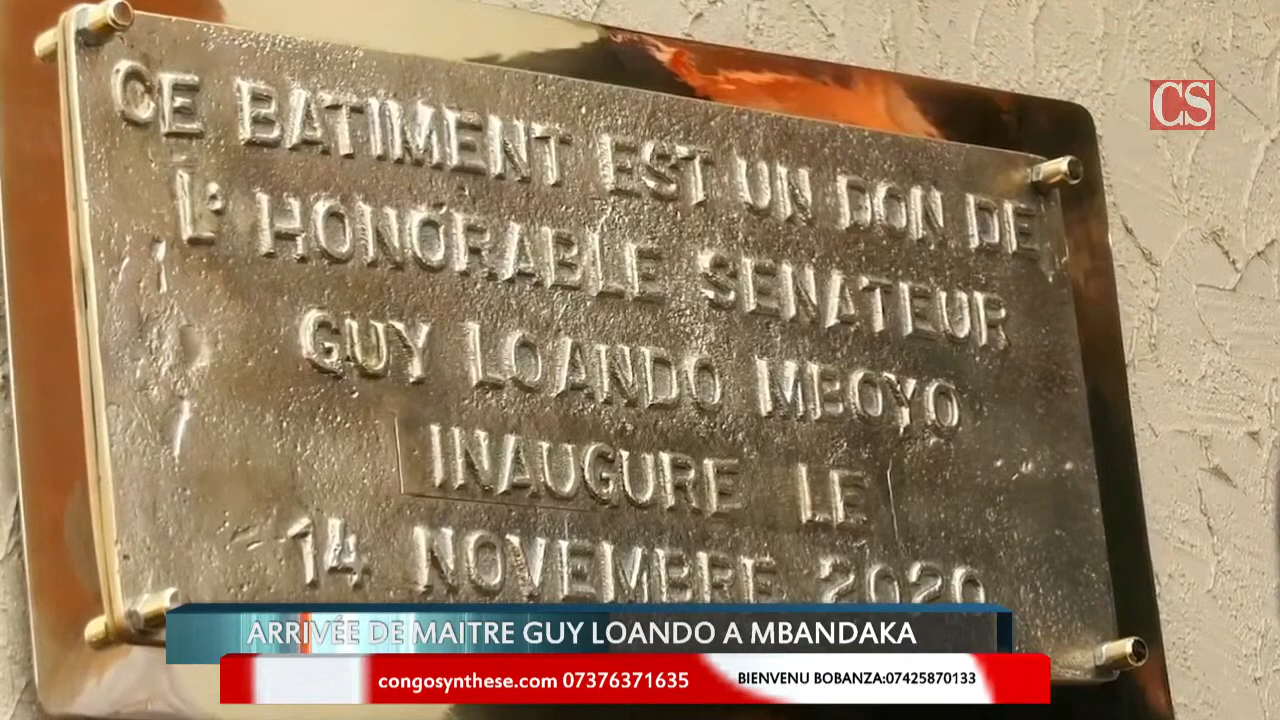 CS
CE BATIMENT EST UN DON DE
L'HONORABLE SENATEUR
GUY LOANDO MBOYO
INAUGURE LE
14 NOVEMBRE 2020
ARRIVÉE DE MAITRE GUY LOANDO A MBANDAKA
congosynthese.com 07376371635
BIENVENU BOBANZA:07425870133